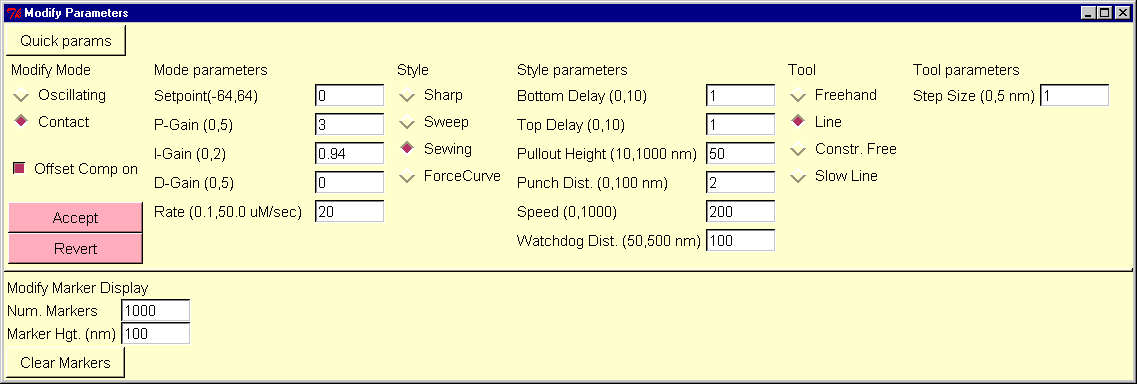 Modify Parameters
Quick params
Modify Mode
Oscillating
Contact
Offset Comp on
Accept
Revert
Mode parameters
Setpoint(-64,64) 0
P-Gain (0,5) 3
I-Gain (0,2) 0.94
D-Gain (0,5) 0
Rate (0.1,50.0 uM/sec) 20
Style
Sharp
Sweep
Sewing
ForceCurve
Style parameters
Bottom Delay (0,10) 1
Top Delay (0,10) 1
Pullout Height (10,1000 nm) 50
Punch Dist. (0,100 nm) 2
Speed (0,1000) 200
Watchdog Dist. (50,500 nm) 100
Tool
Freehand
Line
Constr. Free
Slow Line
Tool parameters
Step Size (0,5 nm) 1
Modify Marker Display
Num. Markers 1000
Marker Hgt. (nm) 100
Clear Markers